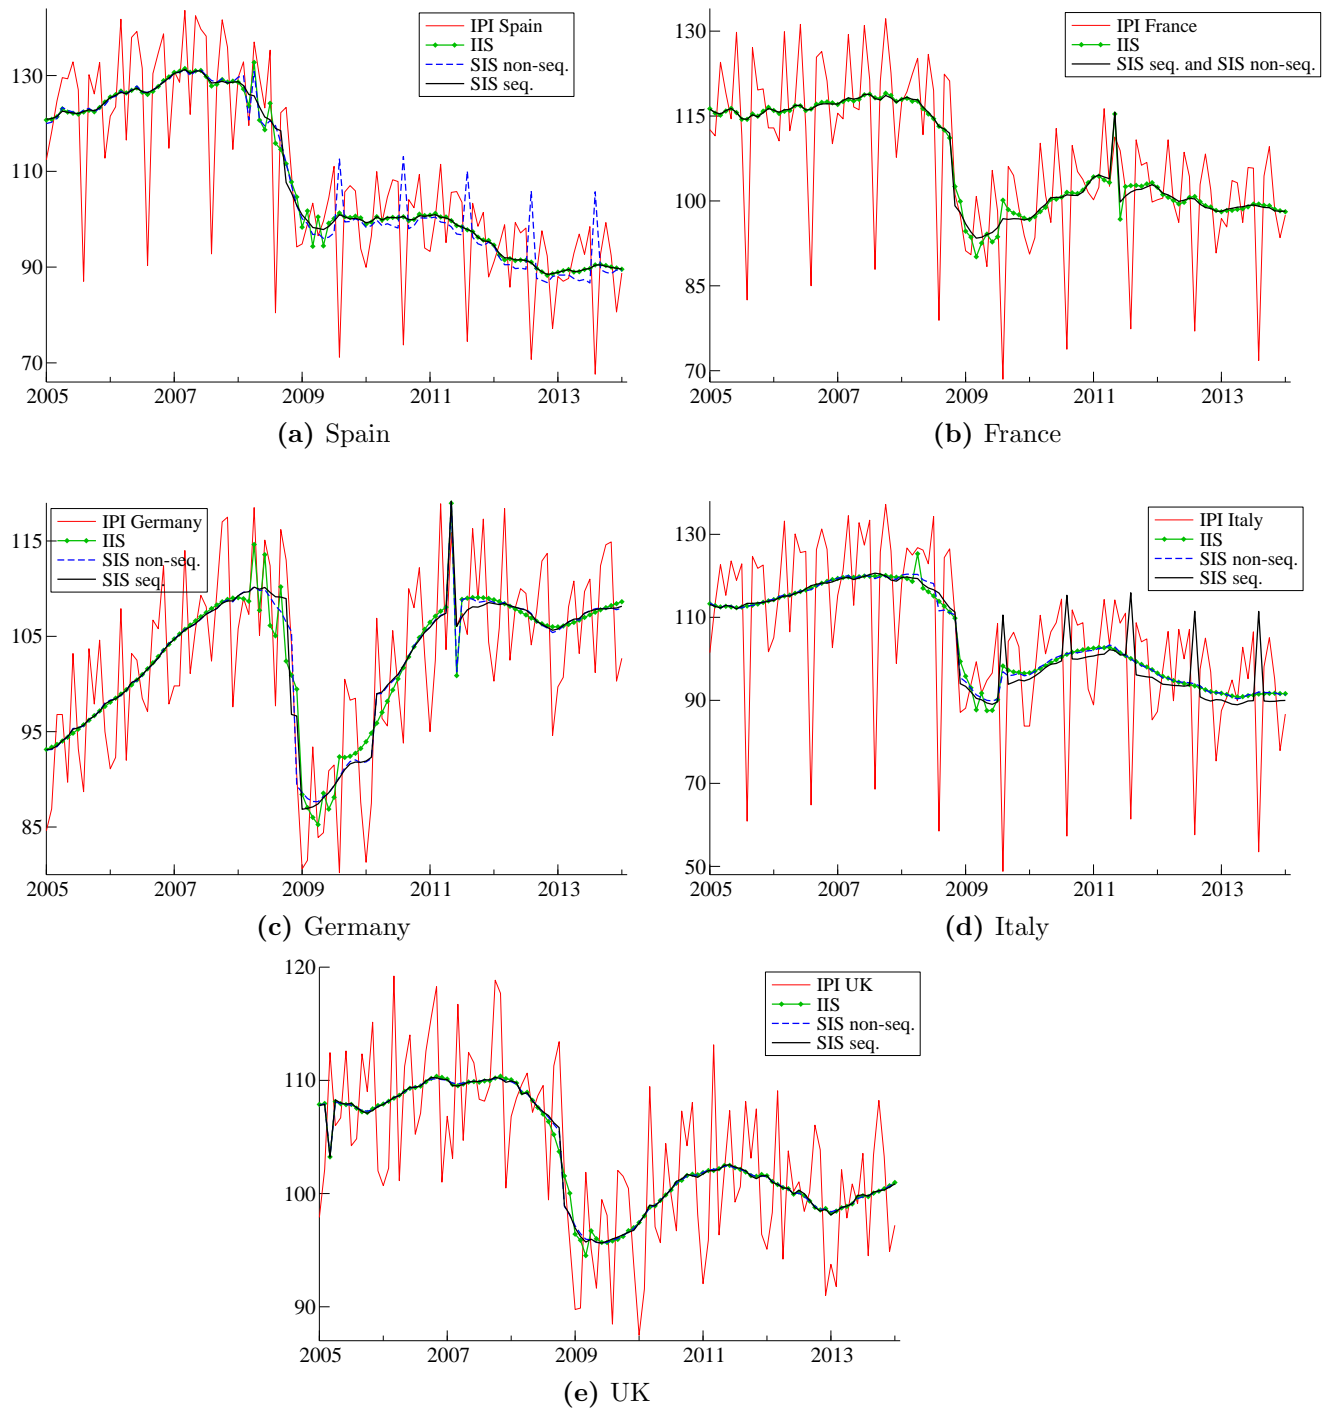 IPI Spain
IIS
SIS non-seq.
SIS seq.
130
110
90
70
2005 2007 2009 2011 2013
(a) Spain
IPI France
IIS
SIS seq. and SIS non-seq.
130
115
100
85
70
2005 2007 2009 2011 2013
(b) France
IPI Germany
IIS
SIS non-seq.
SIS seq.
115
105
95
85
2005 2007 2009 2011 2013
(c) Germany
IPI Italy
IIS
SIS non-seq.
SIS seq.
130
110
90
70
50
2005 2007 2009 2011 2013
(d) Italy
IPI UK
IIS
SIS non-seq.
SIS seq.
120
110
100
90
2005 2007 2009 2011 2013
(e) UK